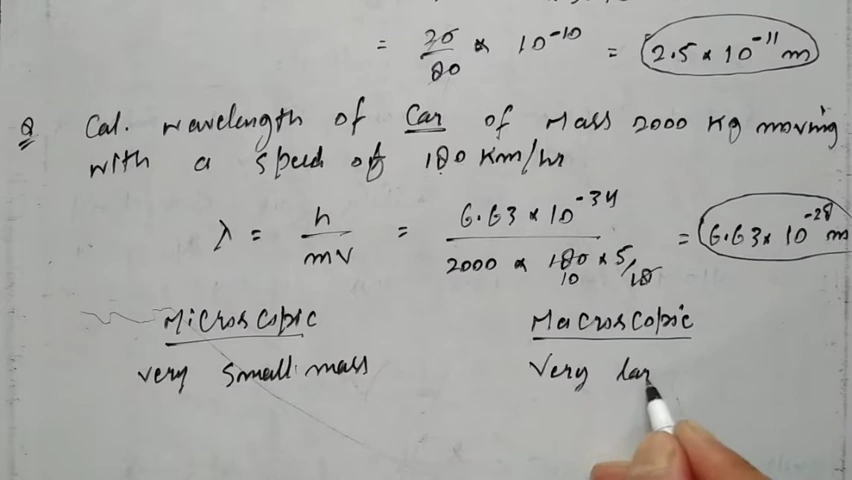 = 20/80 × 10⁻¹⁰ = 2.5 × 10⁻¹¹ m
Q Cal. wavelength of Car of Mass 2000 Kg moving
with a speed of 180 Km/hr
λ = h/mv = 6.63 × 10⁻³⁴ / 2000 × 180 × 5/18 = 6.63 × 10⁻²⁸ m
10
Microscopic Macroscopic
very small mass Very lar